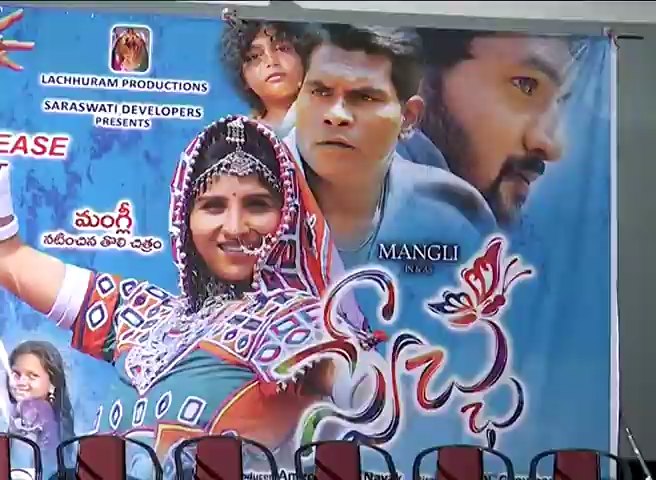 LACHHURAM PRODUCTIONS
SARASWATI DEVELOPERS
PRESENTS
EASE
మంగ్లీ
నటించిన తొలి చిత్రం
MANGLI
IN & AS
స్వేచ్ఛ